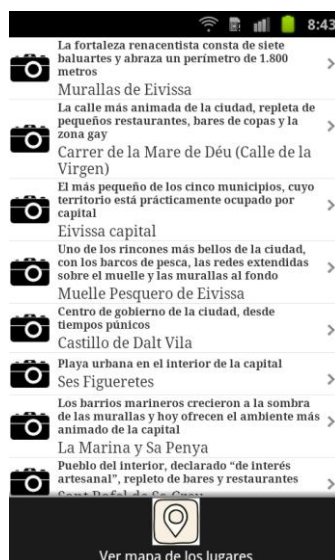 8:43
La fortaleza renacentista consta de siete
baluartes y abraza un perímetro de 1.800
metros
Murallas de Eivissa
La calle más animada de la ciudad, repleta de
pequeños restaurantes, bares de copas y la
zona gay
Carrer de la Mare de Déu (Calle de la
Virgen)
El más pequeño de los cinco municipios, cuyo
territorio está prácticamente ocupado por
capital
Eivissa capital
Uno de los rincones más bellos de la ciudad,
con los barcos de pesca, las redes extendidas
sobre el muelle y las murallas al fondo
Muelle Pesquero de Eivissa
Centro de gobierno de la ciudad, desde
tiempos púnicos
Castillo de Dalt Vila
Playa urbana en el interior de la capital
Ses Figueretes
Los barrios marineros crecieron a la sombra
de las murallas y hoy ofrecen el ambiente más
animado de la capital
La Marina y Sa Penya
Pueblo del interior, declarado “de interés
artesanal”, repleto de bares y restaurantes
Sant Rafel de Sa Creu
Ver mapa de los lugares